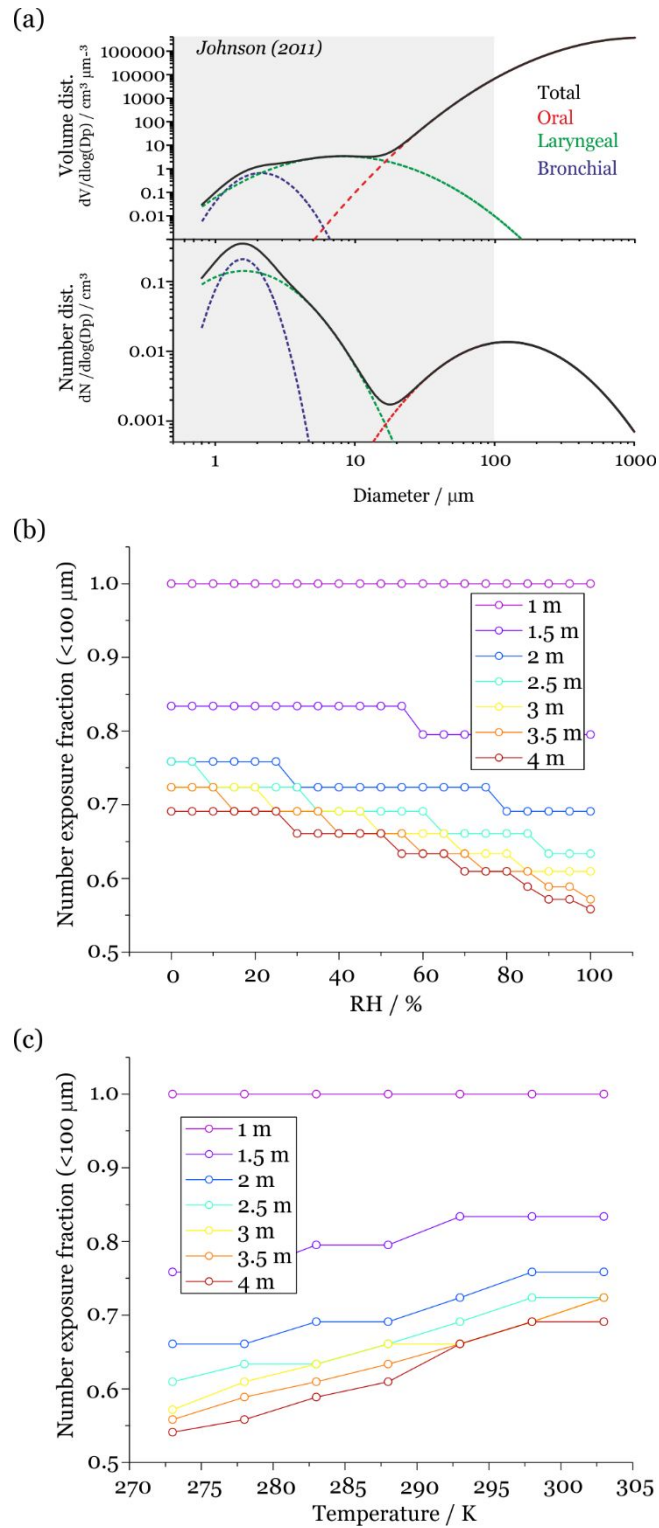 (a)
Johnson (2011)
Total
Oral
Laryngeal
Bronchial
Volume dist.
dV/dlog(Dp) / cm³ μm-3
100000
10000
1000
100
10
1
0.1
0.01
Number dist.
dN/dlog(Dp) / cm³
0.1
0.01
0.001
1 10 100 1000
Diameter / μm
(b)
Number exposure fraction (<100 μm)
1.0
0.9
0.8
0.7
0.6
0.5
1 m
1.5 m
2 m
2.5 m
3 m
3.5 m
4 m
0 20 40 60 80 100
RH / %
(c)
Number exposure fraction (<100 μm)
1.0
0.9
0.8
0.7
0.6
0.5
1 m
1.5 m
2 m
2.5 m
3 m
3.5 m
4 m
270 275 280 285 290 295 300 305
Temperature / K